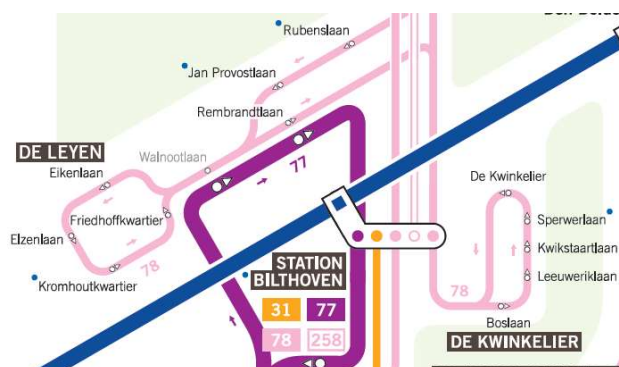 Rubenslaan
Jan Provostlaan
Rembrandtlaan
Walnootlaan
DE LEYEN
Eikenlaan
Friedhoffkwartier
Elzenlaan
Kromhoutkwartier
78
77
STATION
BILTHOVEN
31 77
78 258
De Kwinkelier
Sperwerlaan
Kwikstaartlaan
Leeuweriklaan
78
Boslaan
DE KWINKELIER